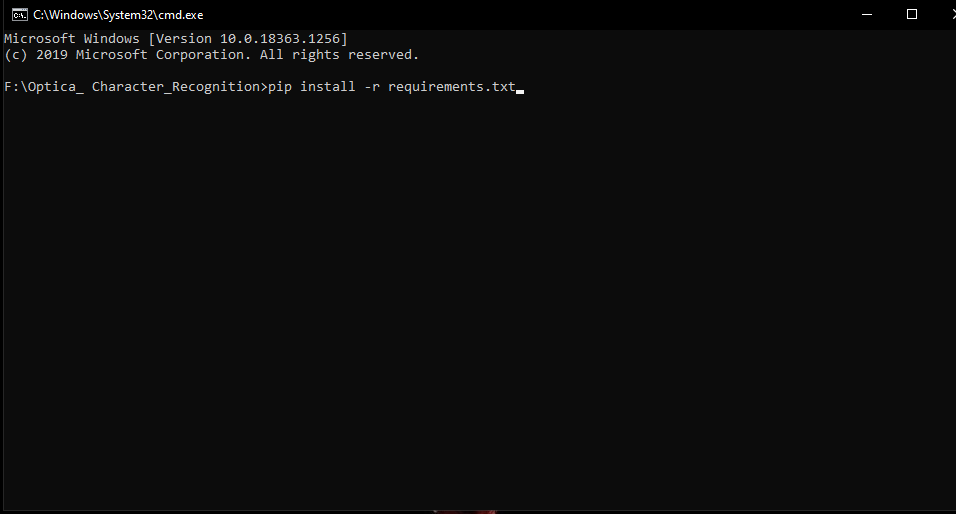 C:\Windows\System32\cmd.exe
Microsoft Windows [Version 10.0.18363.1256]
(c) 2019 Microsoft Corporation. All rights reserved.
F:\Optica_ Character_Recognition>pip install -r requirements.txt